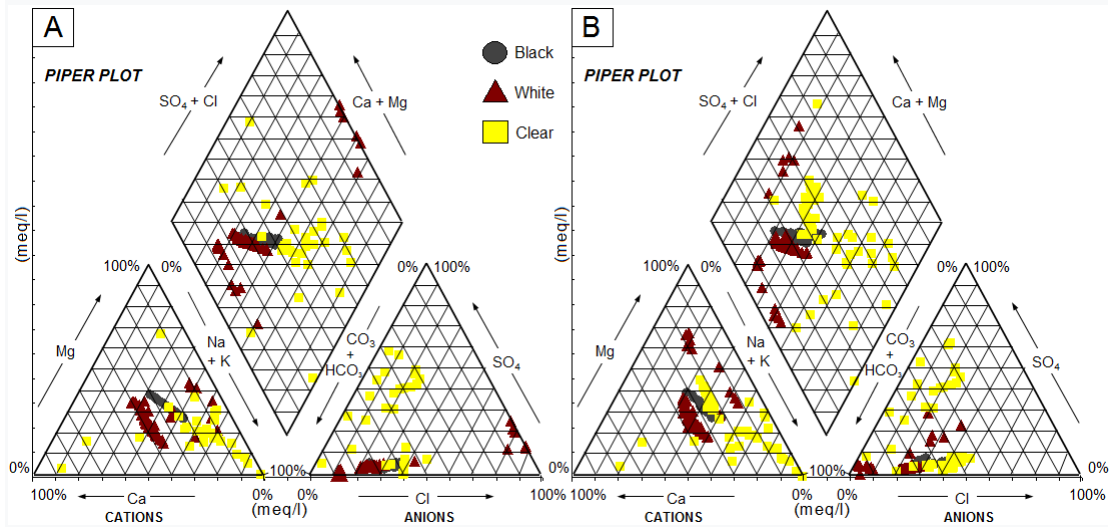 A
PIPER PLOT
SO₄ + Cl
Ca + Mg
Black
White
Clear
(meq/l)
100%
0%
0%
100%
Mg
Na
+ K
CO₃
+
HCO₃
SO₄
0%
100%
0%
100%
Ca
0%
0%
Cl
100%
CATIONS
(meq/l)
ANIONS
B
PIPER PLOT
SO₄ + Cl
Ca + Mg
(meq/l)
100%
0%
0%
100%
Mg
Na
+ K
CO₃
+
HCO₃
SO₄
0%
100%
0%
100%
Ca
0%
0%
Cl
100%
CATIONS
(meq/l)
ANIONS